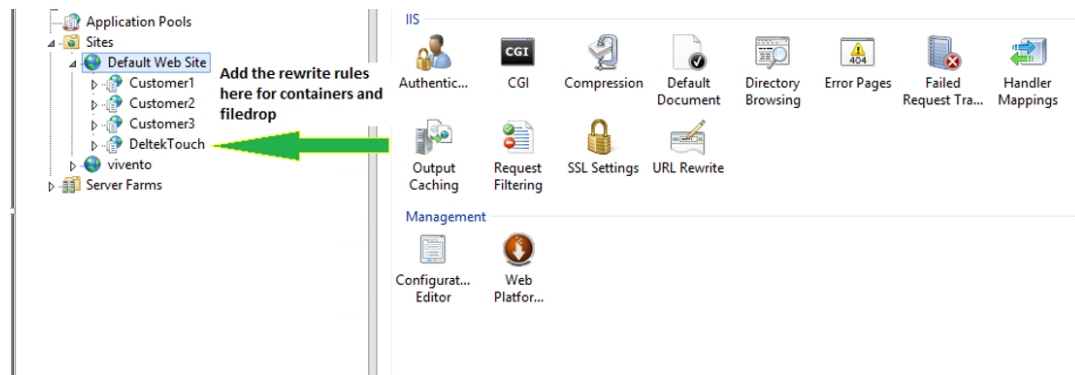 Application Pools
Sites
Default Web Site
Customer1
Customer2
Customer3
DeltekTouch
vivento
Server Farms
Add the rewrite rules
here for containers and
filedrop
IIS
Authentic... CGI Compression Default Document Directory Browsing Error Pages Failed Request Tra... Handler Mappings
CGI
404
Output Caching Request Filtering SSL Settings URL Rewrite
Management
Configurat... Editor Web Platfor...